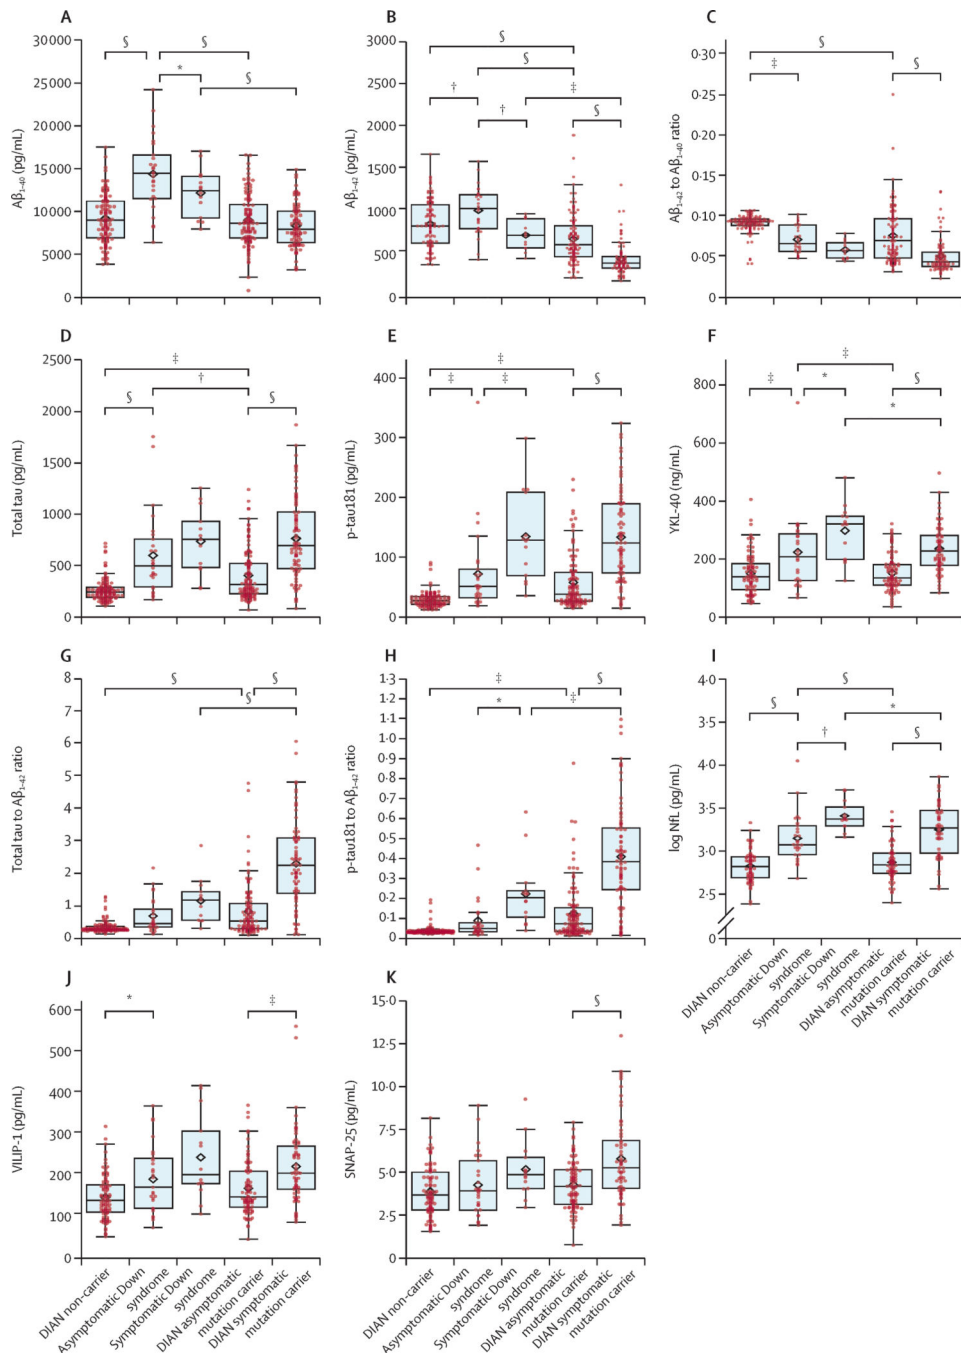 A
§
§
*
§
30 000
25 000
20 000
15 000
10 000
5000
0
Aβ1–40 (pg/mL)
B
§
§
†
‡
†
§
3000
2500
2000
1500
1000
500
0
Aβ1–42 (pg/mL)
C
§
‡
§
0·30
0·25
0·20
0·15
0·10
0·05
0
Aβ1–42 to Aβ1–40 ratio
D
‡
†
§
§
2500
2000
1500
1000
500
0
Total tau (pg/mL)
E
‡
‡
‡
§
400
300
200
100
0
p-tau181 (pg/mL)
F
‡
‡
*
§
*
800
600
400
200
0
YKL-40 (ng/mL)
G
§
§
§
8
7
6
5
4
3
2
1
0
Total tau to Aβ1–42 ratio
H
‡
§
*
‡
1·3
1·2
1·1
1·0
0·9
0·8
0·7
0·6
0·5
0·4
0·3
0·2
0·1
0
p-tau181 to Aβ1–42 ratio
I
§
§
*
†
§
4·0
3·5
3·0
2·5
0
log NfL (pg/mL)
DIAN non-carrier
Asymptomatic Down
syndrome
Symptomatic Down
syndrome
DIAN asymptomatic
mutation carrier
DIAN symptomatic
mutation carrier
J
*
‡
600
500
400
300
200
100
0
VILIP-1 (pg/mL)
DIAN non-carrier
Asymptomatic Down
syndrome
Symptomatic Down
syndrome
DIAN asymptomatic
mutation carrier
DIAN symptomatic
mutation carrier
K
§
15·0
12·5
10·0
7·5
5·0
2·5
0
SNAP-25 (pg/mL)
DIAN non-carrier
Asymptomatic Down
syndrome
Symptomatic Down
syndrome
DIAN asymptomatic
mutation carrier
DIAN symptomatic
mutation carrier